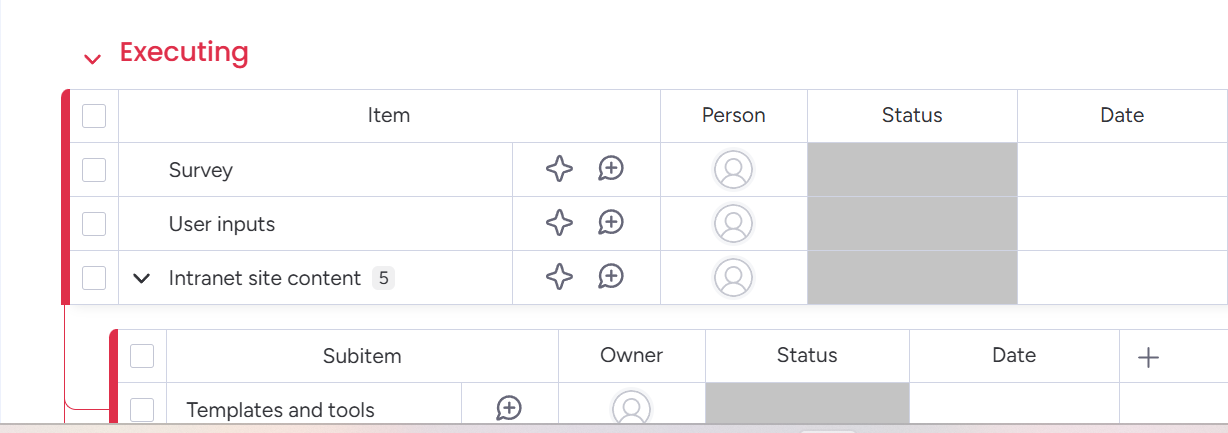 Executing
Item Person Status Date
Survey
User inputs
Intranet site content 5
Subitem Owner Status Date
Templates and tools